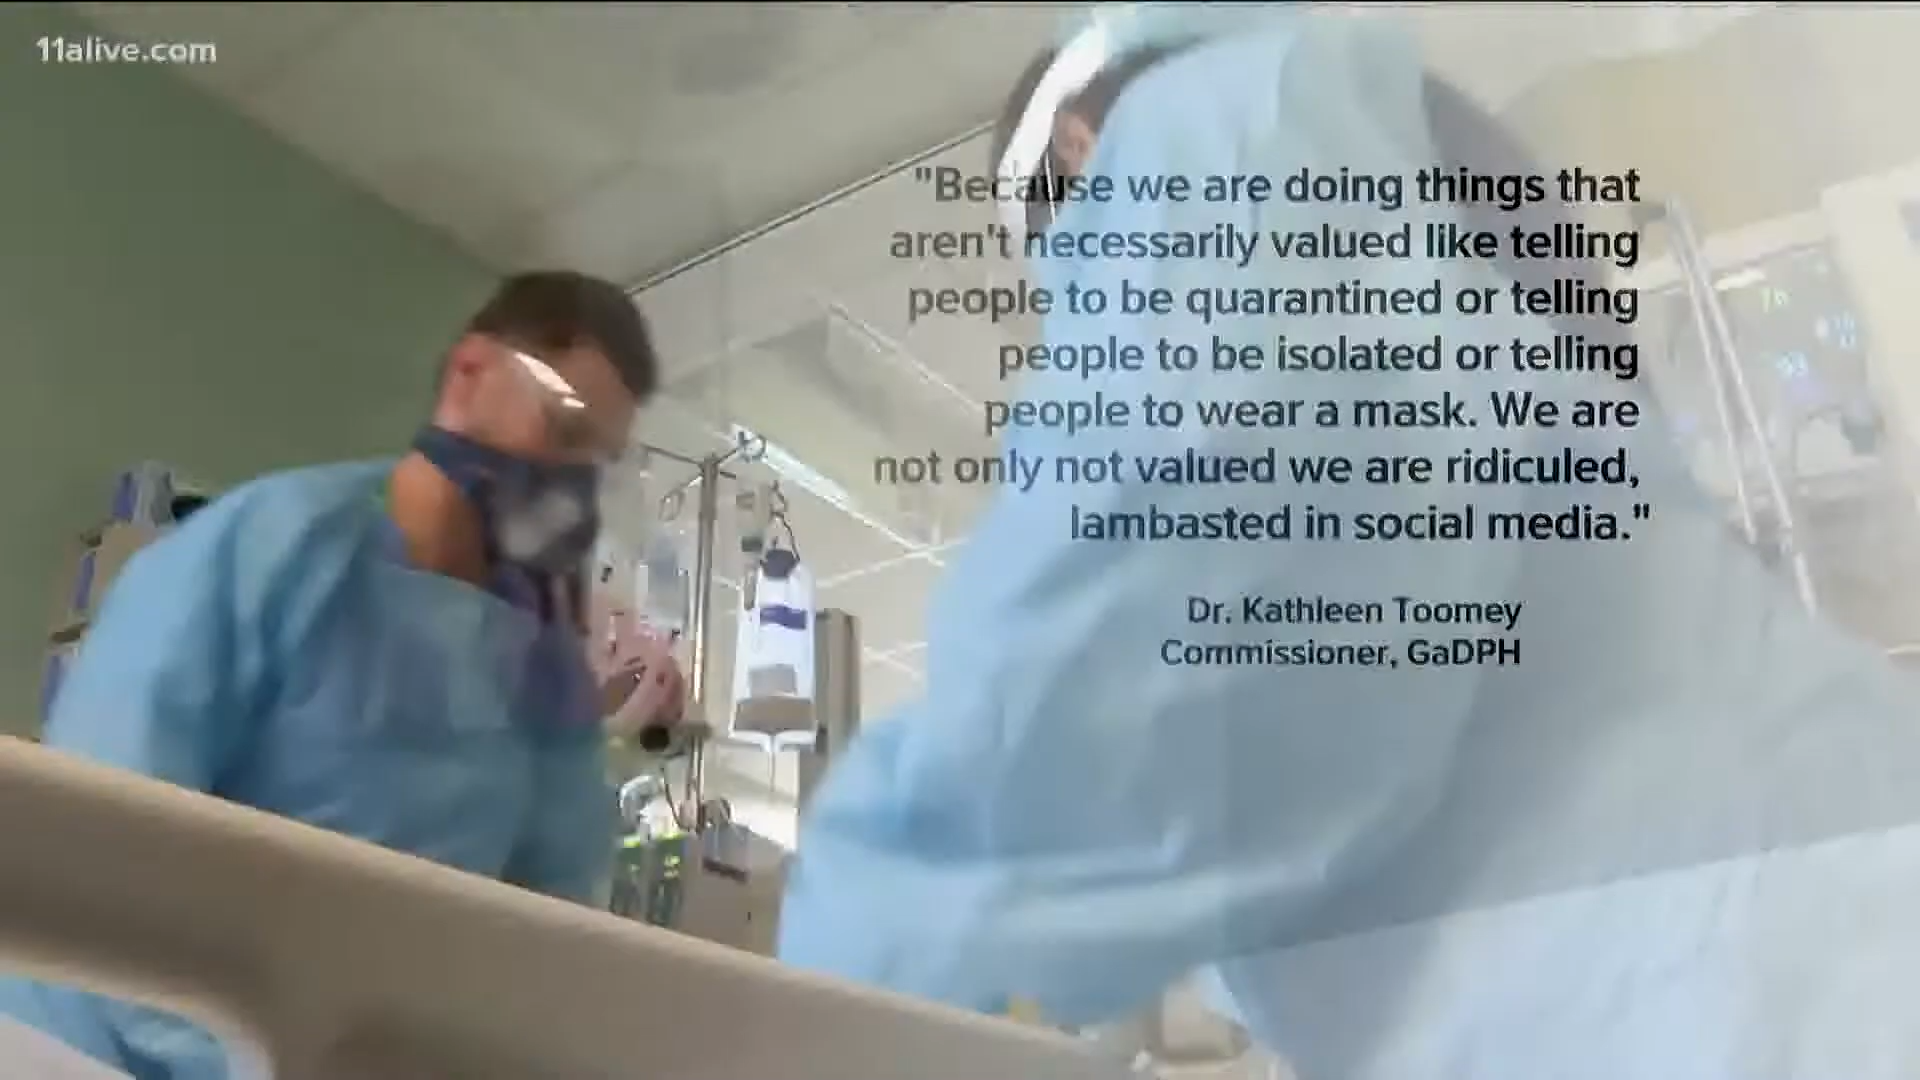 11alive.com
"Because we are doing things that
aren't necessarily valued like telling
people to be quarantined or telling
people to be isolated or telling
people to wear a mask. We are
not only not valued we are ridiculed,
lambasted in social media."
Dr. Kathleen Toomey
Commissioner, GaDPH